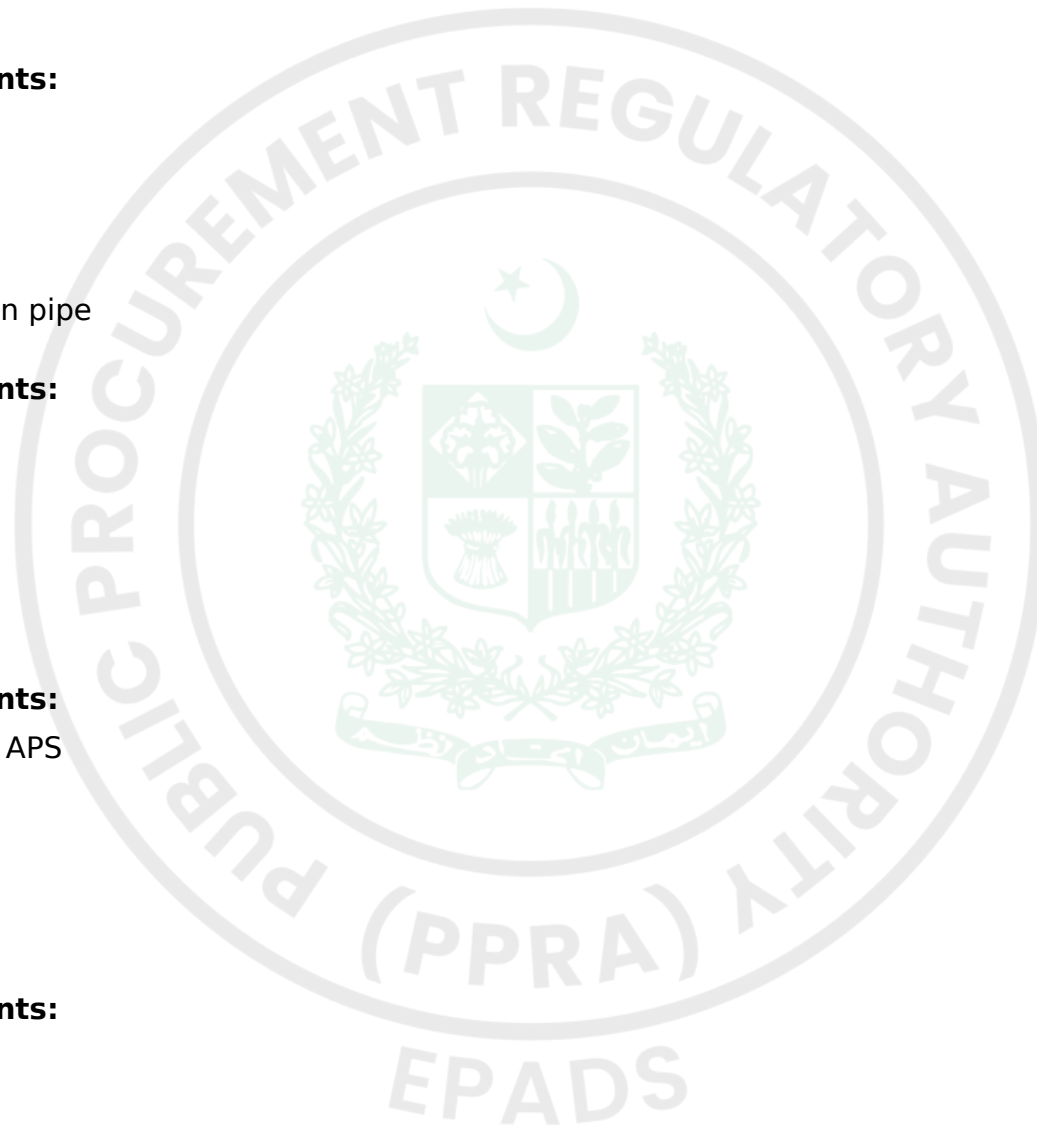 nts:
n pipe
nts:
nts:
APS
nts:
PUBLIC PROCUREMENT REGULATORY AUTHORITY
(PPRA)
EPADS